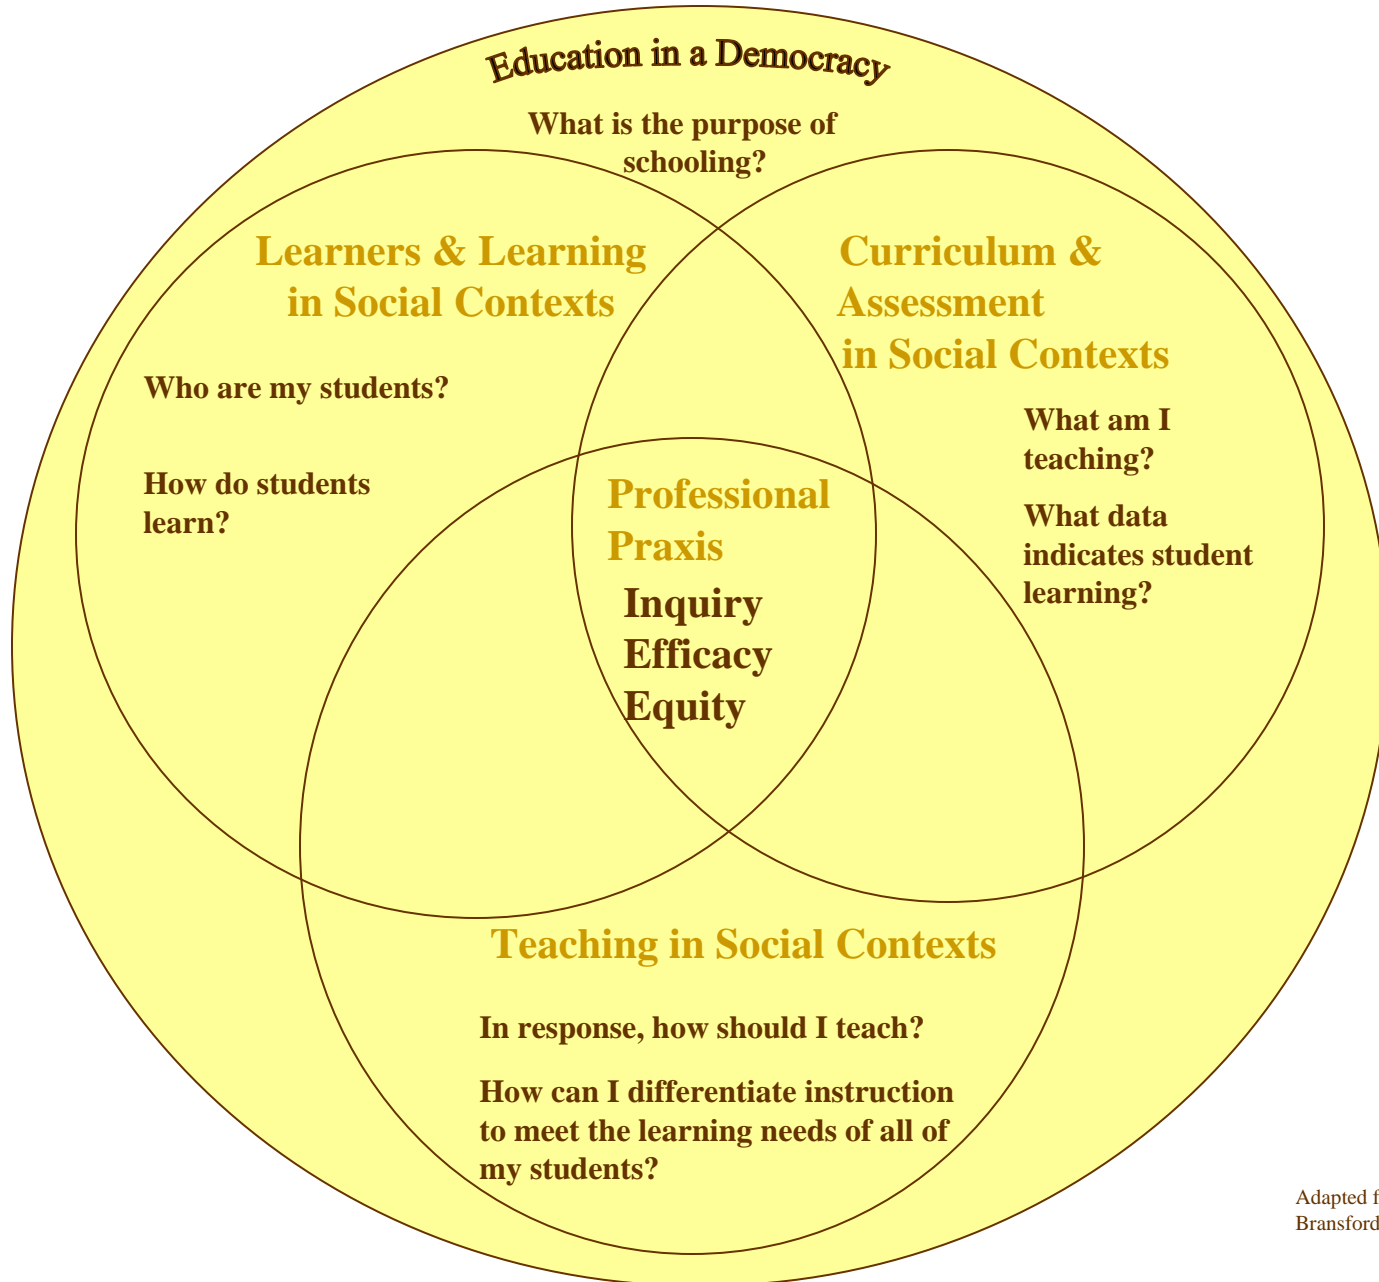 Education in a Democracy
What is the purpose of
schooling?
Learners & Learning
in Social Contexts
Who are my students?
How do students
learn?
Curriculum &
Assessment
in Social Contexts
What am I
teaching?
What data
indicates student
learning?
Professional
Praxis
Inquiry
Efficacy
Equity
Teaching in Social Contexts
In response, how should I teach?
How can I differentiate instruction
to meet the learning needs of all of
my students?
Adapted f
Bransford